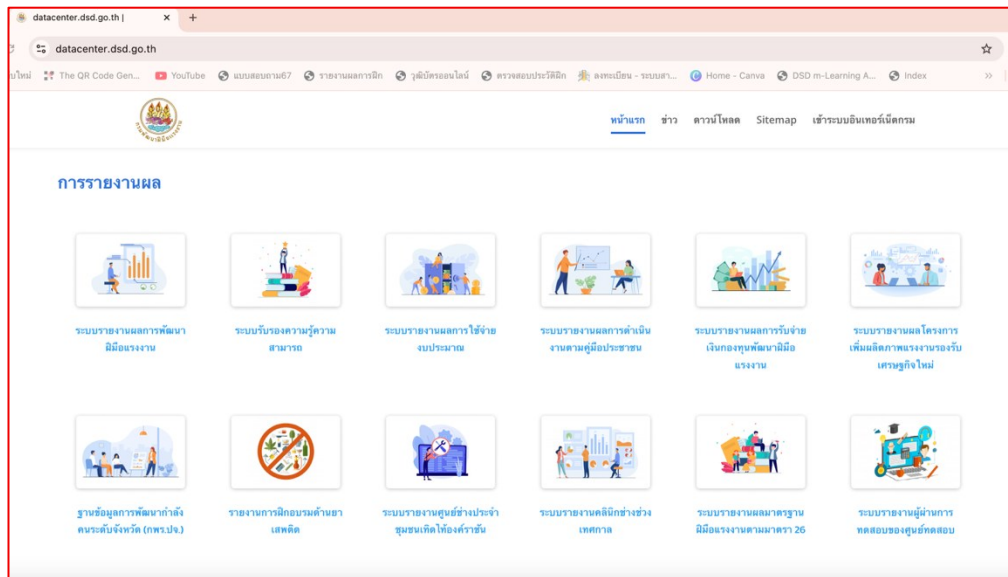 datacenter.dsd.go.th |
datacenter.dsd.go.th
The QR Code Gen... YouTube แบบสอบถาม67 รายงานผลการฝึก วุฒิบัตรออนไลน์ ตรวจสอบประวัติฝึก ลงทะเบียน - ระบบสา... Home - Canva DSD m-Learning A... Index
กรมพัฒนาฝีมือแรงงาน
หน้าแรก ข่าว ดาวน์โหลด Sitemap เข้าระบบอินเทอร์เน็ตกรม
การรายงานผล
ระบบรายงานผลการพัฒนา
ฝีมือแรงงาน
ระบบรับรองความรู้ความ
สามารถ
ระบบรายงานผลการใช้จ่าย
งบประมาณ
ระบบรายงานผลการดำเนิน
งานตามคู่มือประชาชน
ระบบรายงานผลการรับจ่าย
เงินกองทุนพัฒนาฝีมือ
แรงงาน
ระบบรายงานผลโครงการ
เพิ่มผลิตภาพแรงงานรองรับ
เศรษฐกิจใหม่
ฐานข้อมูลการพัฒนากำลัง
คนระดับจังหวัด (กพร.ปจ.)
รายงานการฝึกอบรมด้านยา
เสพติด
ระบบรายงานศูนย์ช่างประจำ
ชุมชนเทิดไท้องค์ราชัน
ระบบรายงานคลินิกช่างช่วง
เทศกาล
ระบบรายงานผลมาตรฐาน
ฝีมือแรงงานตามมาตรา 26
ระบบรายงานผู้ผ่านการ
ทดสอบของศูนย์ทดสอบ